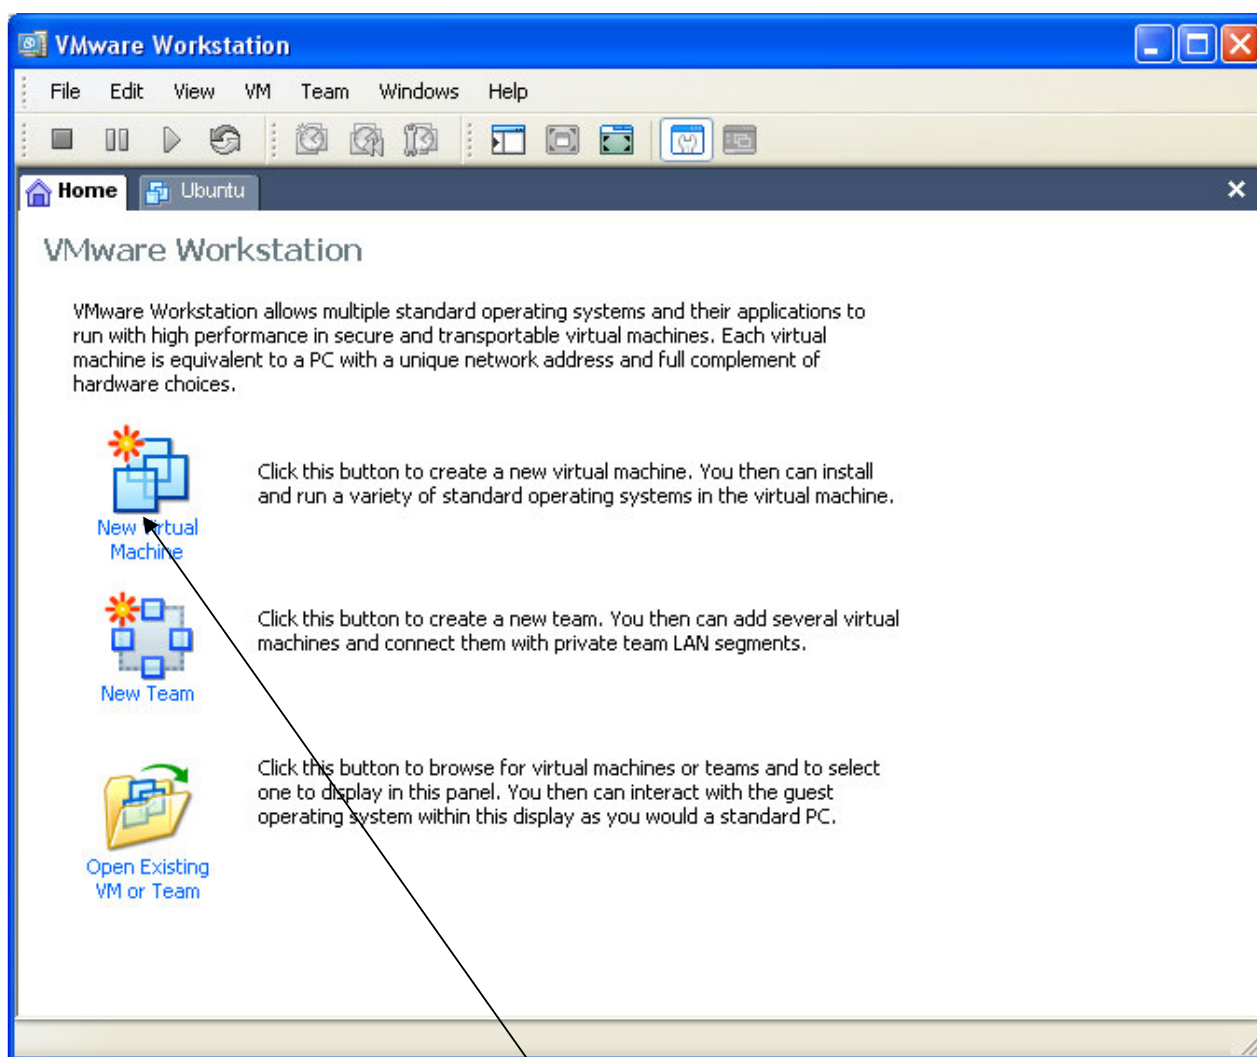 VMware Workstation
File Edit View VM Team Windows Help
Home Ubuntu
VMware Workstation
VMware Workstation allows multiple standard operating systems and their applications to
run with high performance in secure and transportable virtual machines. Each virtual
machine is equivalent to a PC with a unique network address and full complement of
hardware choices.
New Virtual
Machine
Click this button to create a new virtual machine. You then can install
and run a variety of standard operating systems in the virtual machine.
New Team
Click this button to create a new team. You then can add several virtual
machines and connect them with private team LAN segments.
Open Existing
VM or Team
Click this button to browse for virtual machines or teams and to select
one to display in this panel. You then can interact with the guest
operating system within this display as you would a standard PC.